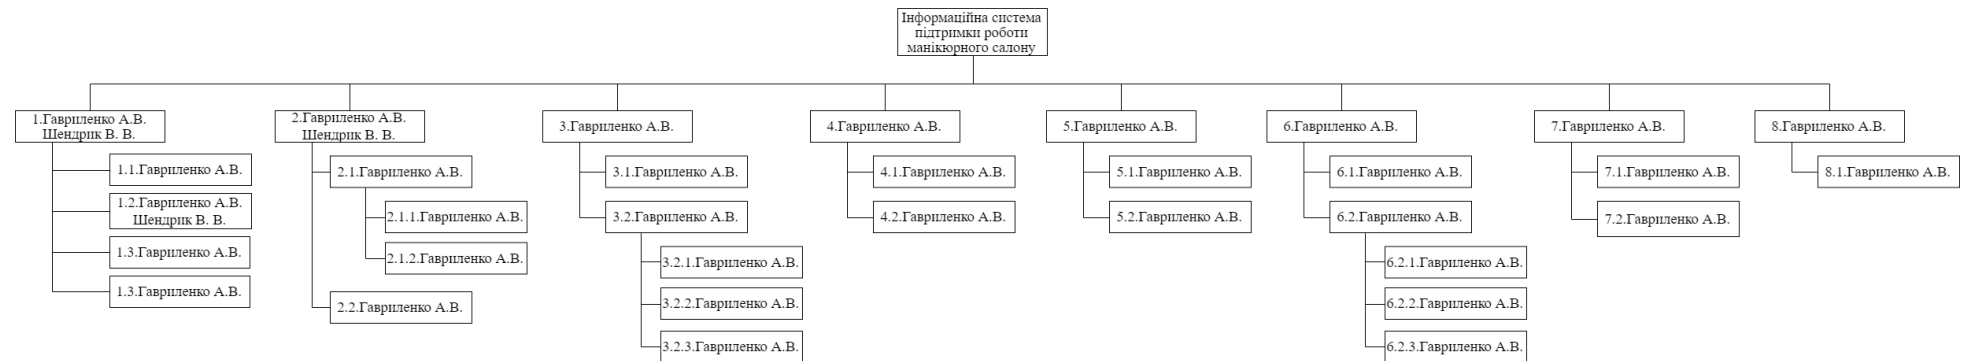 Інформаційна система
підтримки роботи
манікюрного салону
1.Гавриленко А.В.
Шендрик В. В.
1.1.Гавриленко А.В.
1.2.Гавриленко А.В.
Шендрик В. В.
1.3.Гавриленко А.В.
1.3.Гавриленко А.В.
2.Гавриленко А.В.
Шендрик В. В.
2.1.Гавриленко А.В.
2.1.1.Гавриленко А.В.
2.1.2.Гавриленко А.В.
2.2.Гавриленко А.В.
3.Гавриленко А.В.
3.1.Гавриленко А.В.
3.2.Гавриленко А.В.
3.2.1.Гавриленко А.В.
3.2.2.Гавриленко А.В.
3.2.3.Гавриленко А.В.
4.Гавриленко А.В.
4.1.Гавриленко А.В.
4.2.Гавриленко А.В.
5.Гавриленко А.В.
5.1.Гавриленко А.В.
5.2.Гавриленко А.В.
6.Гавриленко А.В.
6.1.Гавриленко А.В.
6.2.Гавриленко А.В.
6.2.1.Гавриленко А.В.
6.2.2.Гавриленко А.В.
6.2.3.Гавриленко А.В.
7.Гавриленко А.В.
7.1.Гавриленко А.В.
7.2.Гавриленко А.В.
8.Гавриленко А.В.
8.1.Гавриленко А.В.